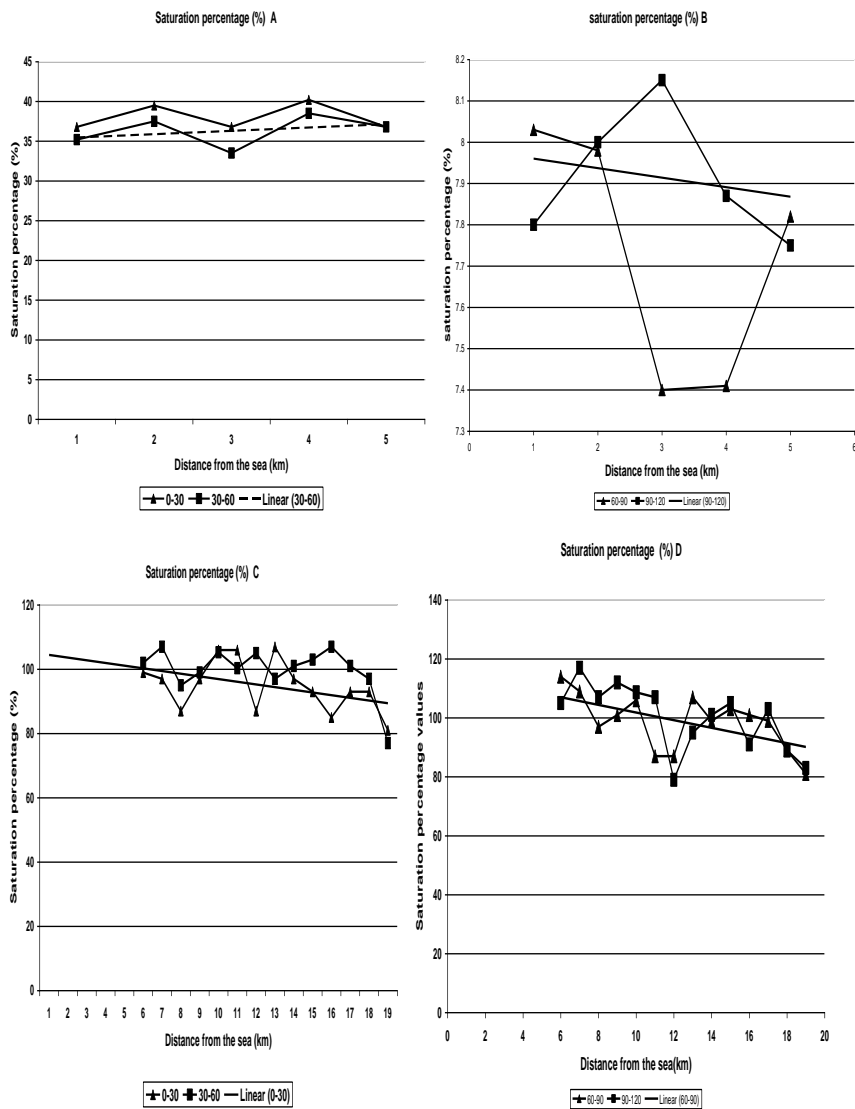 Saturation percentage (%) A
45
40
35
30
25
20
15
10
5
0
Saturation percentage (%)
1 2 3 4 5
Distance from the sea (km)
0-30 30-60 Linear (30-60)
saturation percentage (%) B
8.2
8.1
8
7.9
7.8
7.7
7.6
7.5
7.4
7.3
saturation percentage (%)
0 1 2 3 4 5 6
Distance from the sea (km)
60-90 90-120 Linear (90-120)
Saturation percentage (%) C
120
100
80
60
40
20
0
Saturation percentage (%)
1 2 3 4 5 6 7 8 9 10 11 12 13 14 15 16 17 18 19
Distance from the sea (km)
0-30 30-60 Linear (0-30)
Saturation percentage (%) D
140
120
100
80
60
40
20
0
Saturation percentage values
0 2 4 6 8 10 12 14 16 18 20
Distance from the sea(km)
60-90 90-120 Linear (60-90)